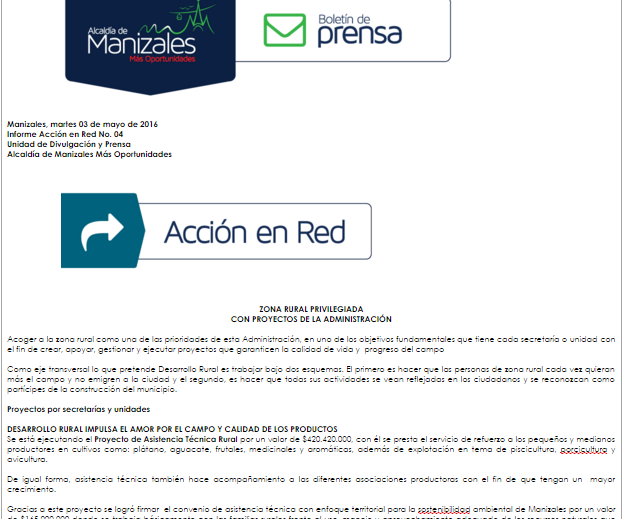 Alcaldía de
Manizales
Más Oportunidades
Boletín de
prensa
Manizales, martes 03 de mayo de 2016
Informe Acción en Red No. 04
Unidad de Divulgación y Prensa
Alcaldía de Manizales Más Oportunidades
Acción en Red
ZONA RURAL PRIVILEGIADA
CON PROYECTOS DE LA ADMINISTRACIÓN
Acoger a la zona rural como una de las prioridades de esta Administración, en uno de los objetivos fundamentales que tiene cada secretaría o unidad con
el fin de crear, apoyar, gestionar y ejecutar proyectos que garanticen la calidad de vida y progreso del campo
Como eje transversal lo que pretende Desarrollo Rural es trabajar bajo dos esquemas. El primero es hacer que las personas de zona rural cada vez quieran
más el campo y no emigren a la ciudad y el segundo, es hacer que todas sus actividades se vean reflejadas en los ciudadanos y se reconozcan como
partícipes de la construcción del municipio.
Proyectos por secretarías y unidades
DESARROLLO RURAL IMPULSA EL AMOR POR EL CAMPO Y CALIDAD DE LOS PRODUCTOS
Se está ejecutando el Proyecto de Asistencia Técnica Rural por un valor de $420.420.000, con él se presta el servicio de refuerzo a los pequeños y medianos
productores en cultivos como: plátano, aguacate, frutales, medicinales y aromáticas, además de explotación en tema de piscicultura, porcicultura y
avicultura.
De igual forma, asistencia técnica también hace acompañamiento a las diferentes asociaciones productoras con el fin de que tengan un mayor
crecimiento.
Gracias a este proyecto se logró firmar el convenio de asistencia técnica con enfoque territorial para la sostenibilidad ambiental de Manizales por un valor